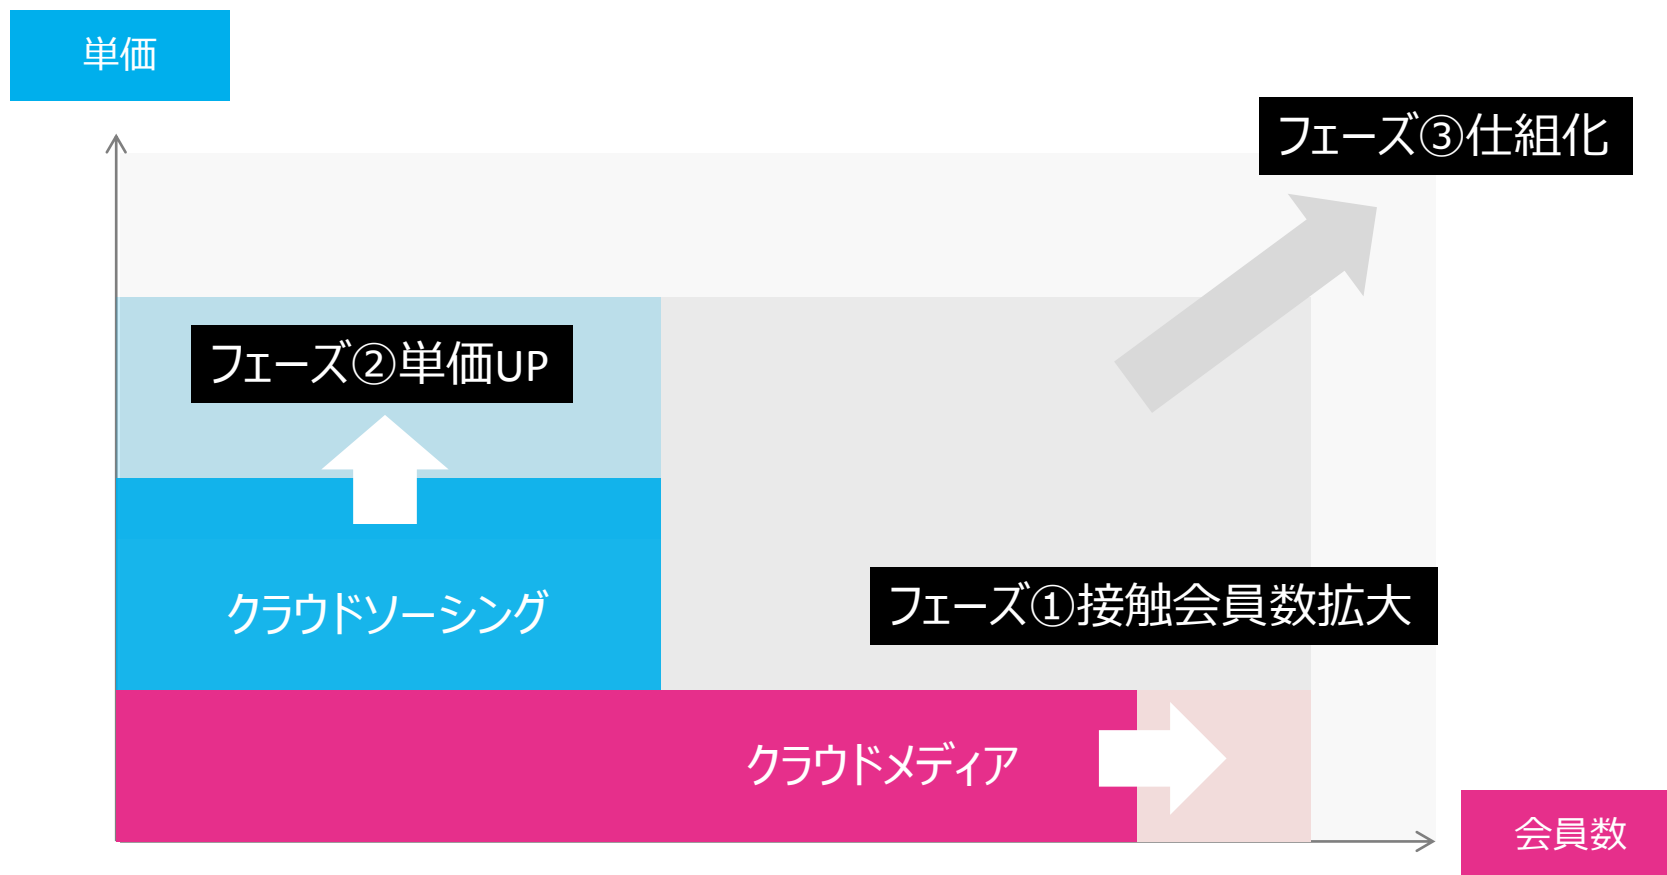 単価
フェーズ③仕組化
フェーズ②単価UP
クラウドソーシング
フェーズ①接触会員数拡大
クラウドメディア
会員数